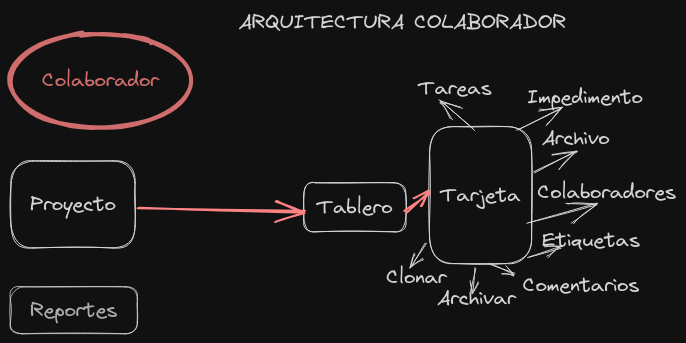 ARQUITECTURA COLABORADOR
Colaborador
Tareas
Impedimento
Archivo
Proyecto
Tablero
Tarjeta
Colaboradores
Etiquetas
Clonar
Archivar
Comentarios
Reportes